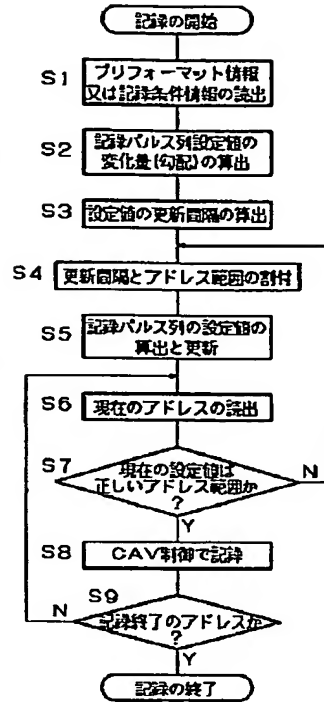 記録の開始
S1
プリフォーマット情報
又は記録条件情報の読出
S2
記録パルス列設定値の
変化量(勾配)の算出
S3
設定値の更新間隔の算出
S4
更新間隔とアドレス範囲の割付
S5
記録パルス列の設定値の
算出と更新
S6
現在のアドレスの読出
S7
現在の設定値は
正しいアドレス範囲か
?
N
Y
S8
CAV制御で記録
S9
N
記録終了のアドレスか
?
Y
記録の終了